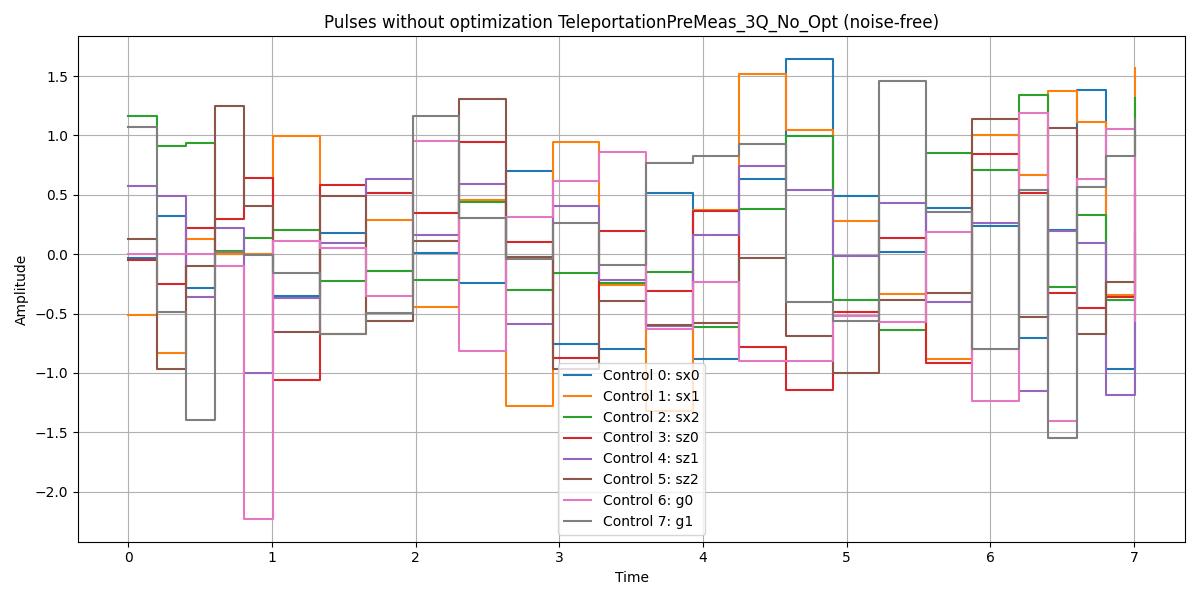 Pulses without optimization TeleportationPreMeas_3Q_No_Opt (noise-free)
Amplitude
1.5
1.0
0.5
0.0
−0.5
−1.0
−1.5
−2.0
Control 0: sx0
Control 1: sx1
Control 2: sx2
Control 3: sz0
Control 4: sz1
Control 5: sz2
Control 6: g0
Control 7: g1
0 1 2 3 4 5 6 7
Time